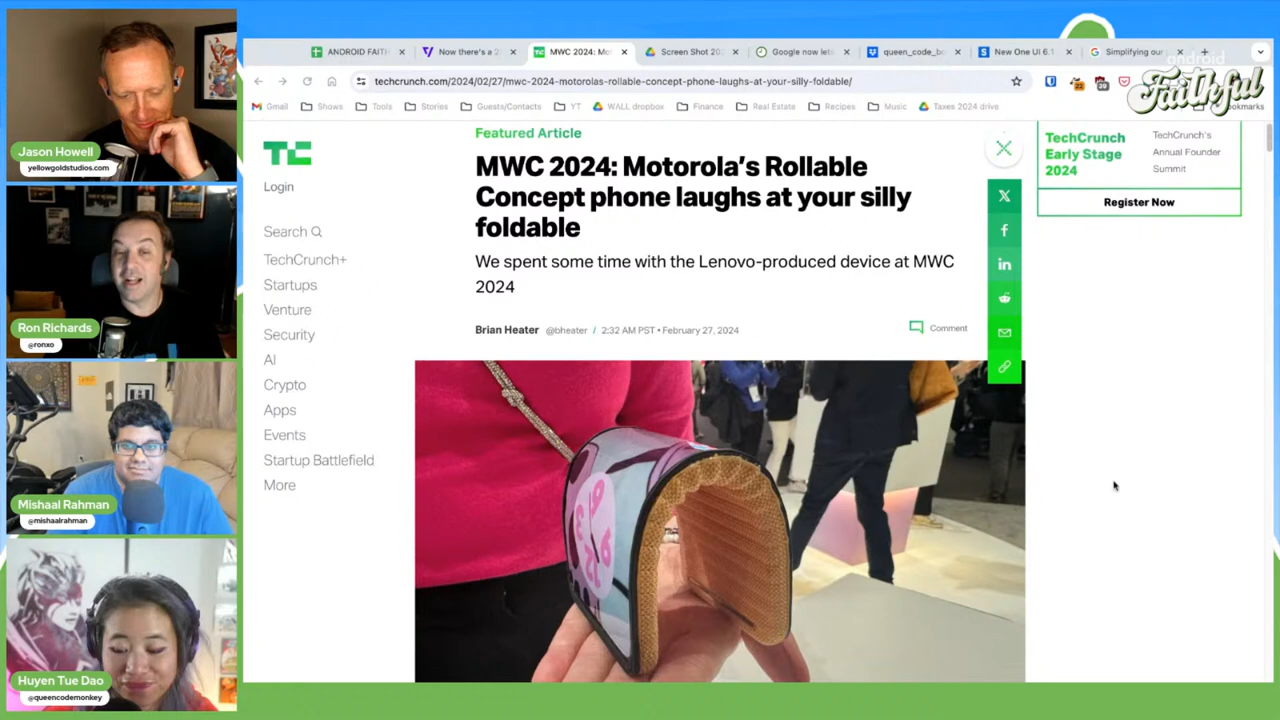 Jason Howell
yellowgoldstudios.com
Ron Richards
@ronxo
Mishaal Rahman
@mishaalrahman
Huyen Tue Dao
@queencodemonkey
ANDROID FAITH
Now there's a 2
MWC 2024: Mo
Screen Shot 20
Google now lets
queen_code_bo
New One UI 6.1
Simplifying our
techcrunch.com/2024/02/27/mwc-2024-motorolas-rollable-concept-phone-laughs-at-your-silly-foldable/
android
Faithful
Gmail
Shows
Tools
Stories
Guests/Contacts
YT
WALL dropbox
Finance
Real Estate
Recipes
Music
Taxes 2024 drive
TC
Login
Search
TechCrunch+
Startups
Venture
Security
AI
Crypto
Apps
Events
Startup Battlefield
More
Featured Article
MWC 2024: Motorola's Rollable
Concept phone laughs at your silly
foldable
We spent some time with the Lenovo-produced device at MWC
2024
Brian Heater @bheater / 2:32 AM PST • February 27, 2024
Comment
TechCrunch
Early Stage
2024
TechCrunch's
Annual Founder
Summit
Register Now